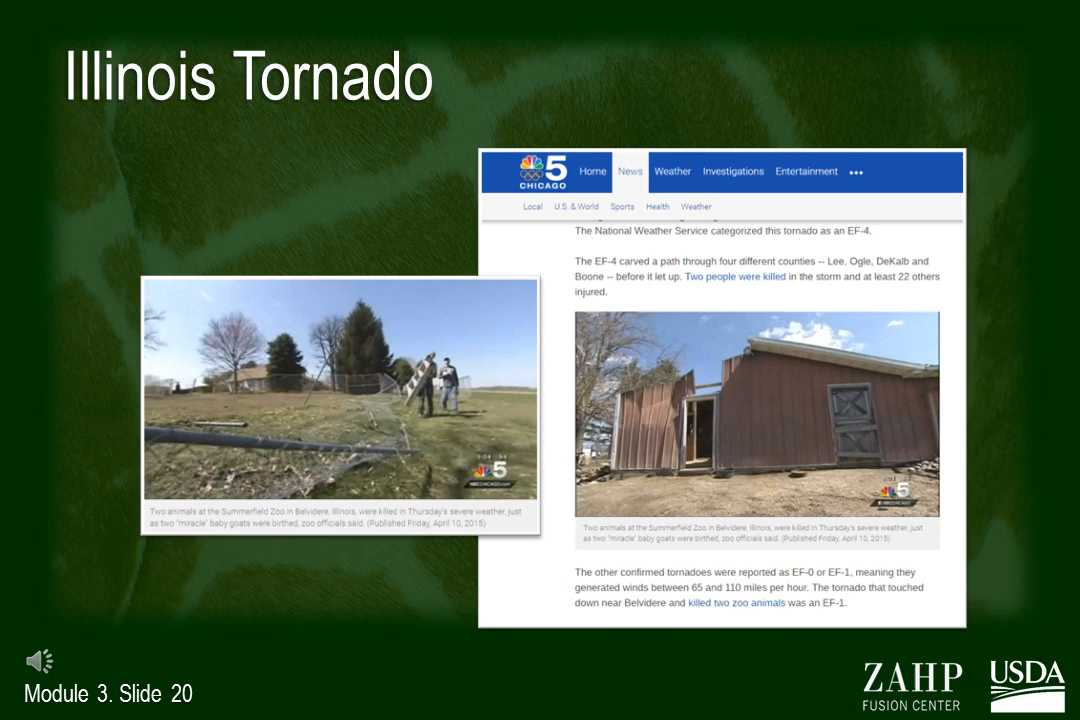 Illinois Tornado
5
CHICAGO
Home News Weather Investigations Entertainment •••
Local U.S. & World Sports Health Weather
The National Weather Service categorized this tornado as an EF-4.
The EF-4 carved a path through four different counties -- Lee, Ogle, DeKalb and
Boone -- before it let up. Two people were killed in the storm and at least 22 others
injured.
5
NBCCHICAGO.com
Two animals at the Summerfield Zoo in Belvidere, Illinois, were killed in Thursday's severe weather, just
as two "miracle" baby goats were birthed, zoo officials said. (Published Friday, April 10, 2015)
5
Two animals at the Summerfield Zoo in Belvidere, Illinois, were killed in Thursday's severe weather, just
as two "miracle" baby goats were birthed, zoo officials said. (Published Friday, April 10, 2015)
The other confirmed tornadoes were reported as EF-0 or EF-1, meaning they
generated winds between 65 and 110 miles per hour. The tornado that touched
down near Belvidere and killed two zoo animals was an EF-1.
Module 3. Slide 20
ZAHP
FUSION CENTER
USDA